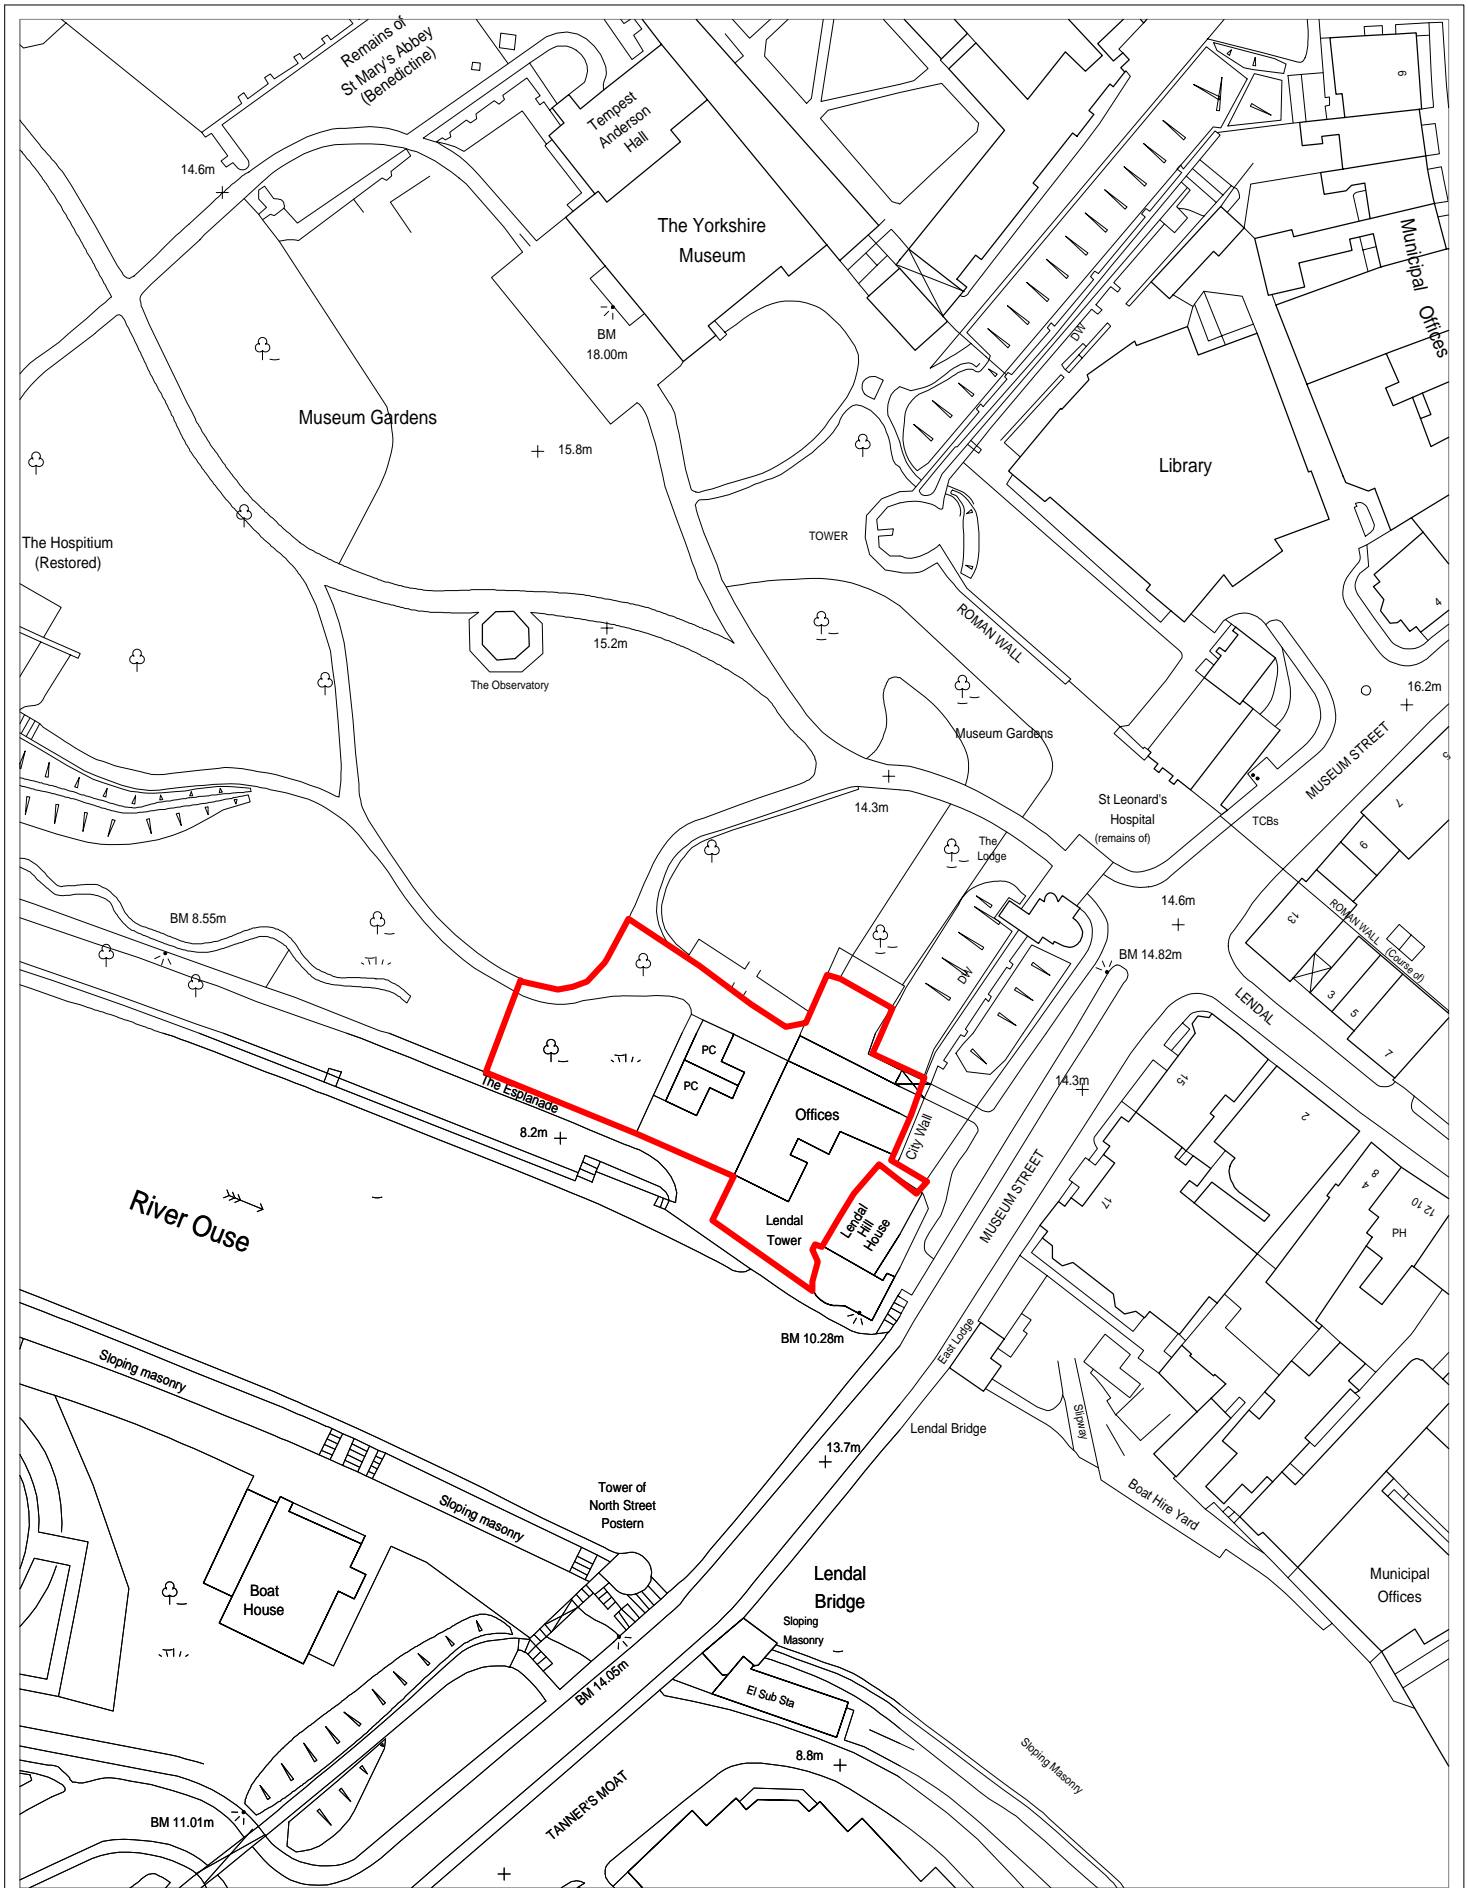 Remains of
St Mary's Abbey
(Benedictine)
Tempest
Anderson
Hall
14.6m
The Yorkshire
Museum
BM
18.00m
Museum Gardens
15.8m
DW
Municipal Offices
6
Library
The Hospitium
(Restored)
TOWER
ROMAN WALL
4
15.2m
The Observatory
16.2m
Museum Gardens
MUSEUM STREET
5
7
9
13
14.3m
St Leonard's
Hospital
(remains of)
TCBs
The
Lodge
BM 8.55m
14.6m
ROMAN WALL
(Course of)
BM 14.82m
DW
LENDAL
3
5
7
PC
PC
The Esplanade
8.2m
Offices
City Wall
14.3m
15
2
River Ouse
Lendal
Tower
Lendal
Hill
House
MUSEUM STREET
17
8
4
12 10
PH
BM 10.28m
East Lodge
Sloping masonry
Slipway
Lendal Bridge
13.7m
Boat Hire Yard
Sloping masonry
Tower of
North Street
Postern
Boat
House
Lendal
Bridge
Sloping
Masonry
Municipal
Offices
BM 14.05m
El Sub Sta
8.8m
Sloping Masonry
BM 11.01m
TANNER'S MOAT